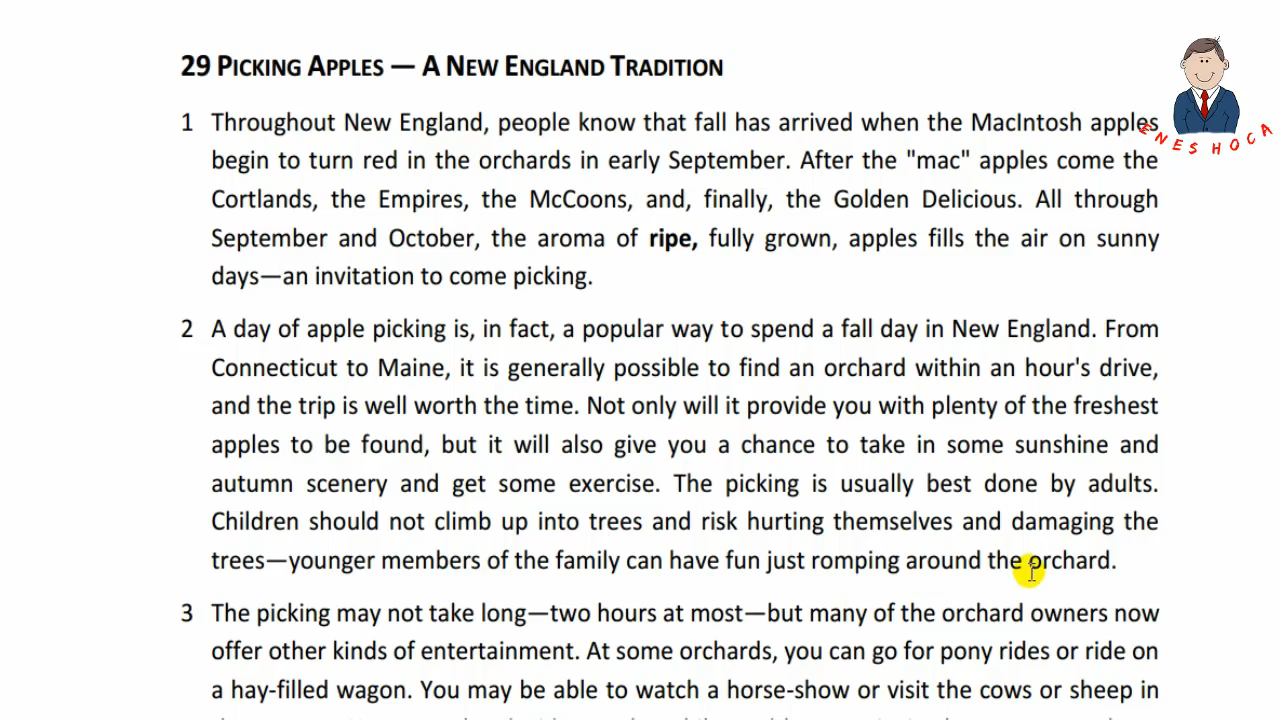 29 PICKING APPLES — A NEW ENGLAND TRADITION
1 Throughout New England, people know that fall has arrived when the MacIntosh apples
begin to turn red in the orchards in early September. After the "mac" apples come the
Cortlands, the Empires, the McCoons, and, finally, the Golden Delicious. All through
September and October, the aroma of ripe, fully grown, apples fills the air on sunny
days—an invitation to come picking.
2 A day of apple picking is, in fact, a popular way to spend a fall day in New England. From
Connecticut to Maine, it is generally possible to find an orchard within an hour's drive,
and the trip is well worth the time. Not only will it provide you with plenty of the freshest
apples to be found, but it will also give you a chance to take in some sunshine and
autumn scenery and get some exercise. The picking is usually best done by adults.
Children should not climb up into trees and risk hurting themselves and damaging the
trees—younger members of the family can have fun just romping around the orchard.
3 The picking may not take long—two hours at most—but many of the orchard owners now
offer other kinds of entertainment. At some orchards, you can go for pony rides or ride on
a hay-filled wagon. You may be able to watch a horse-show or visit the cows or sheep in
ENES HOCA